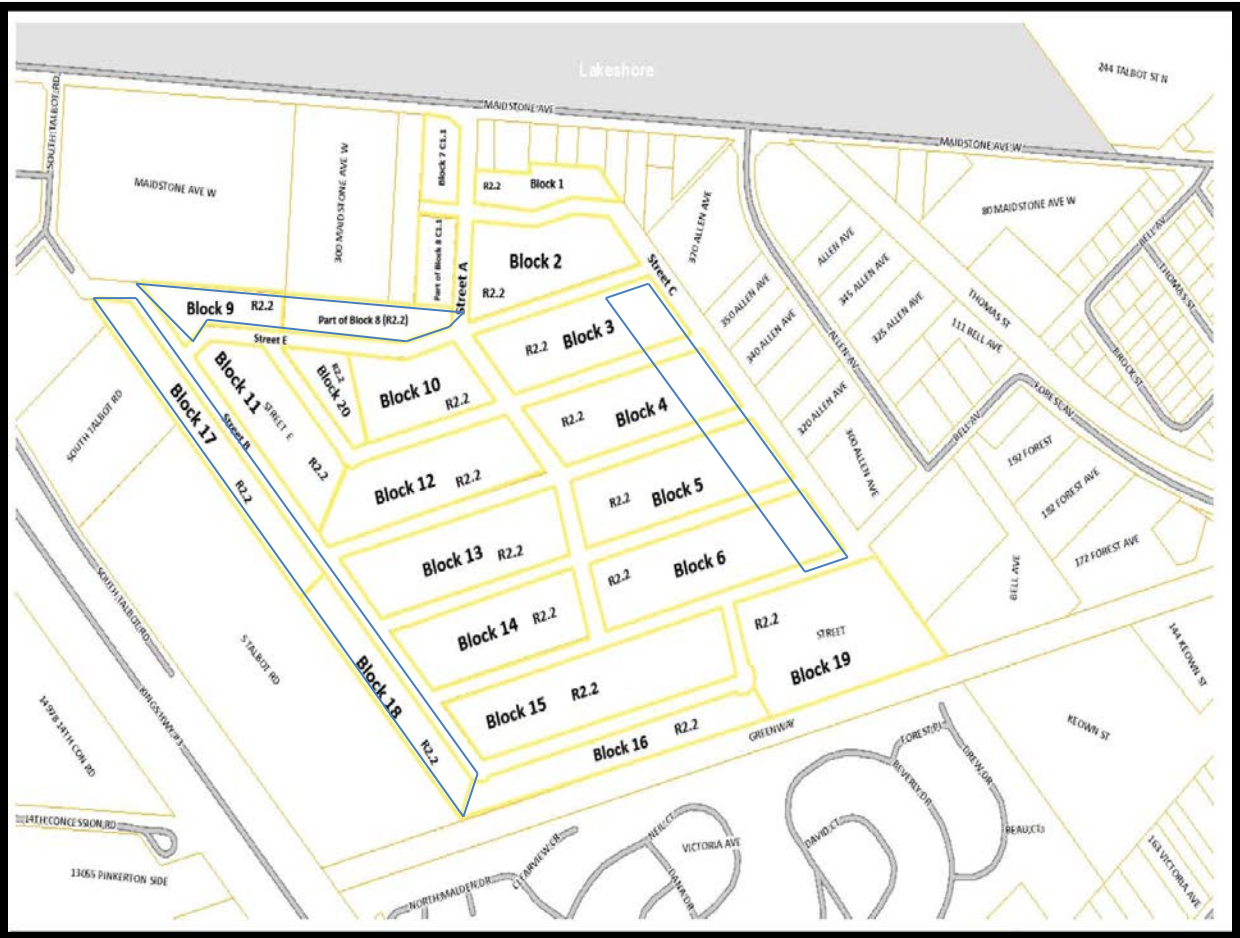 Lakeshore
244 TALBOT ST N
MAIDSTONE AVE
MAIDSTONE AVE W
SOUTH TALBOT RD
MAIDSTONE AVE W
300 MAIDSTONE AVE W
Block 7 C1.1
R2.2 Block 1
80 MAIDSTONE AVE W
BELL AV
THOMAS ST
BROCK ST
370 ALLEN AVE
ALLEN AVE
345 ALLEN AVE
325 ALLEN AVE
THOMAS ST
111 BELL AVE
Part of Block 8 C1.1
Street A
Block 2
R2.2
Street C
350 ALLEN AVE
340 ALLEN AVE
320 ALLEN AVE
300 ALLEN AVE
ALLEN AV
BELL AV
FOREST AV
Block 9 R2.2
Part of Block 8 (R2.2)
Street E
R2.2 Block 3
Block 11
STREET E
R2.2
R2.2
Block 20
Block 10
R2.2
R2.2 Block 4
SOUTH TALBOT RD
Block 17
Street B
R2.2
Block 12 R2.2
R2.2 Block 5
192 FOREST
192 FOREST AVE
172 FOREST AVE
BELL AVE
Block 13 R2.2
R2.2 Block 6
SOUTH TALBOT RD
S TALBOT RD
KINGS HWY #3
Block 14 R2.2
R2.2
STREET
Block 19
144 KEOWN ST
Block 18
R2.2
Block 15 R2.2
Block 16 R2.2
GREENWAY
KEOWN ST
14TH CONCESSION RD
13055 PINKERTON SIDE
NORTH MALDEN DR
CLEARVIEW CR
NEIL CT
VICTORIA AVE
DANA DR
DAVID CT
BEVERLY DR
FOREST PL
DREW DR
BEAU CT
163 VICTORIA AVE